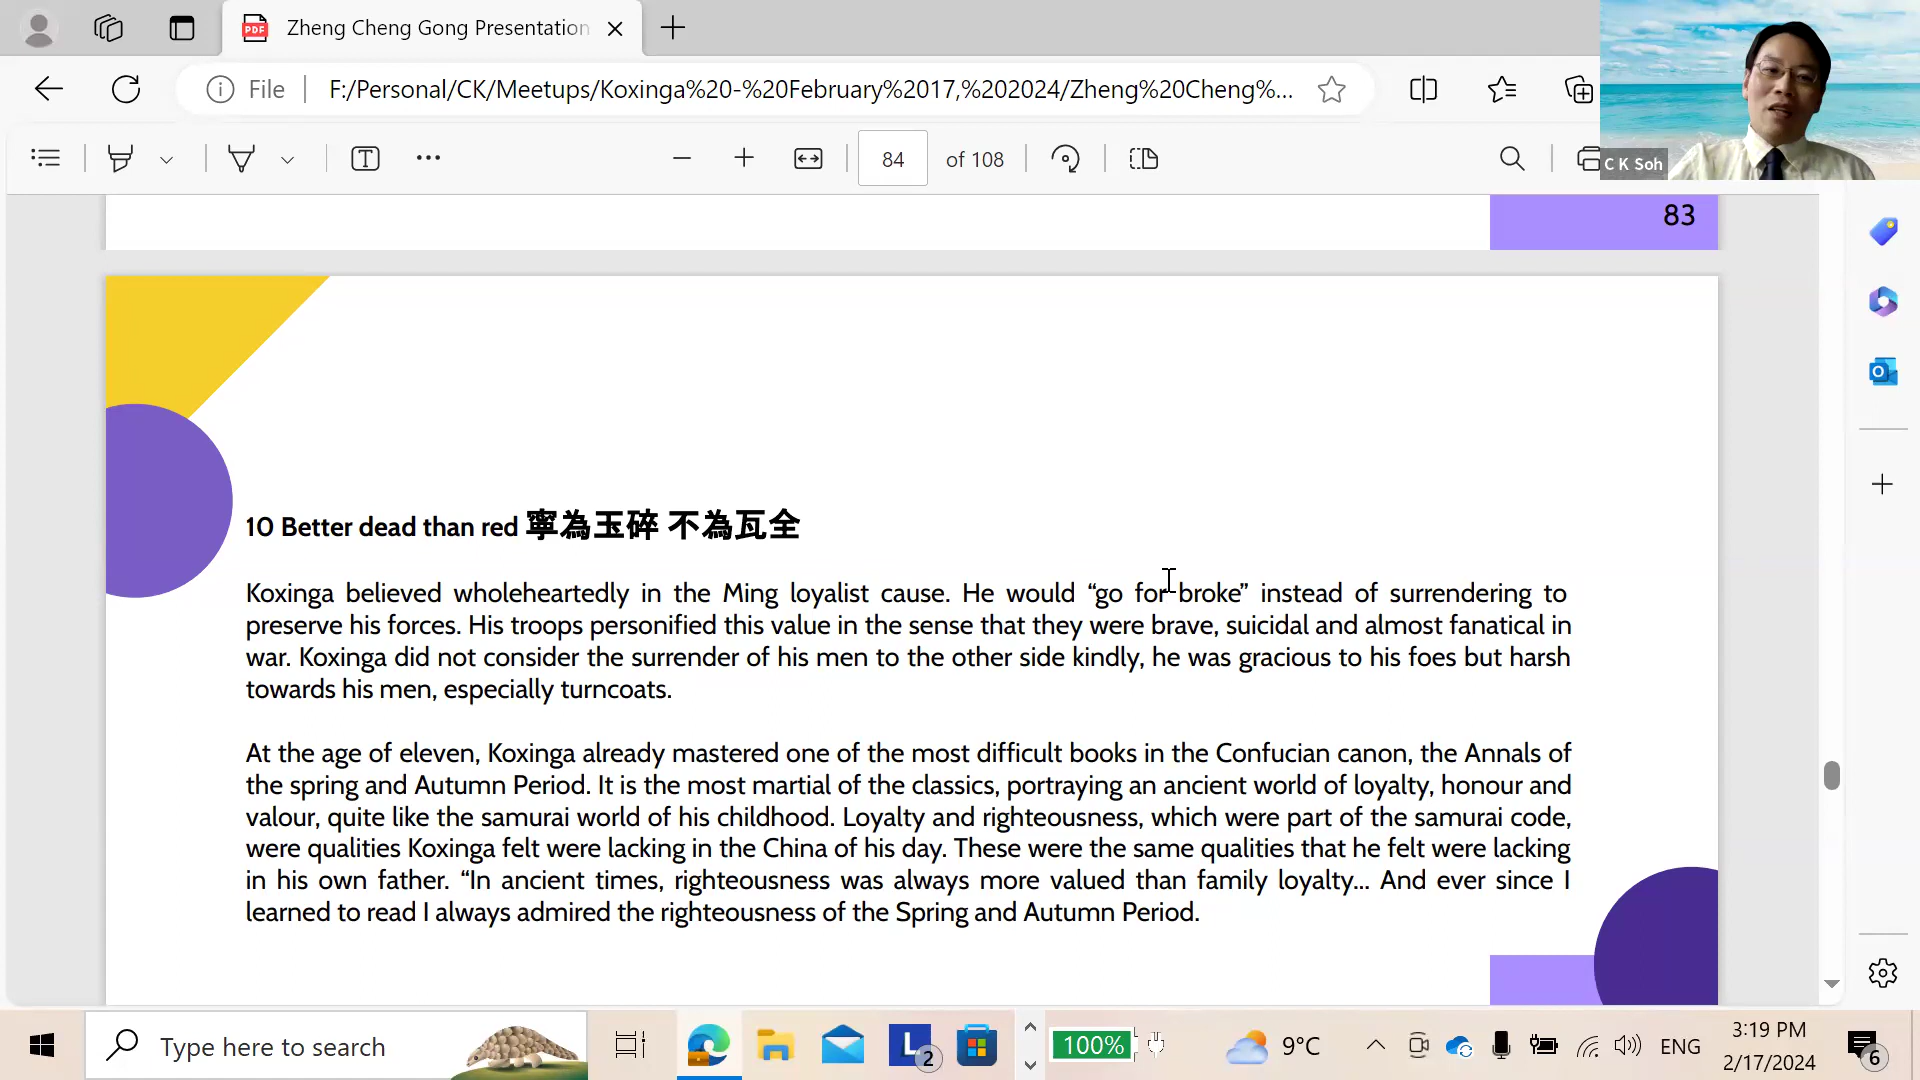 Zheng Cheng Gong Presentation
File
F:/Personal/CK/Meetups/Koxinga%20-%20February%2017,%202024/Zheng%20Cheng%...
84 of 108
C K Soh
83
10 Better dead than red 寧為玉碎 不為瓦全
Koxinga believed wholeheartedly in the Ming loyalist cause. He would “go for broke” instead of surrendering to
preserve his forces. His troops personified this value in the sense that they were brave, suicidal and almost fanatical in
war. Koxinga did not consider the surrender of his men to the other side kindly, he was gracious to his foes but harsh
towards his men, especially turncoats.
At the age of eleven, Koxinga already mastered one of the most difficult books in the Confucian canon, the Annals of
the spring and Autumn Period. It is the most martial of the classics, portraying an ancient world of loyalty, honour and
valour, quite like the samurai world of his childhood. Loyalty and righteousness, which were part of the samurai code,
were qualities Koxinga felt were lacking in the China of his day. These were the same qualities that he felt were lacking
in his own father. “In ancient times, righteousness was always more valued than family loyalty... And ever since I
learned to read I always admired the righteousness of the Spring and Autumn Period.
Type here to search
L 2
100%
9°C
ENG
3:19 PM
2/17/2024
6